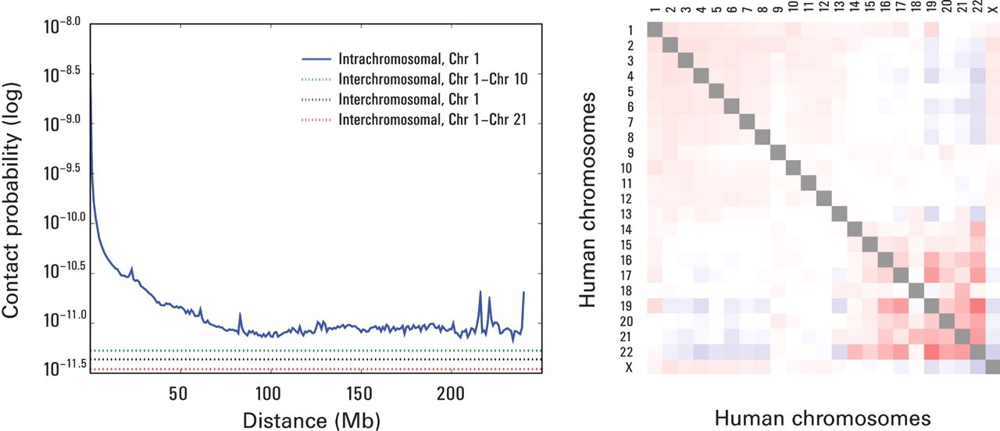 10−8.0
10−8.5
10−9.0
10−9.5
10−10.0
10−10.5
10−11.0
10−11.5
Contact probability (log)
Intrachromosomal, Chr 1
Interchromosomal, Chr 1–Chr 10
Interchromosomal, Chr 1
Interchromosomal, Chr 1–Chr 21
50 100 150 200
Distance (Mb)
1 2 3 4 5 6 7 8 9 10 11 12 13 14 15 16 17 18 19 20 21 22 X
Human chromosomes
1
2
3
4
5
6
7
8
9
10
11
12
13
14
15
16
17
18
19
20
21
22
X
Human chromosomes